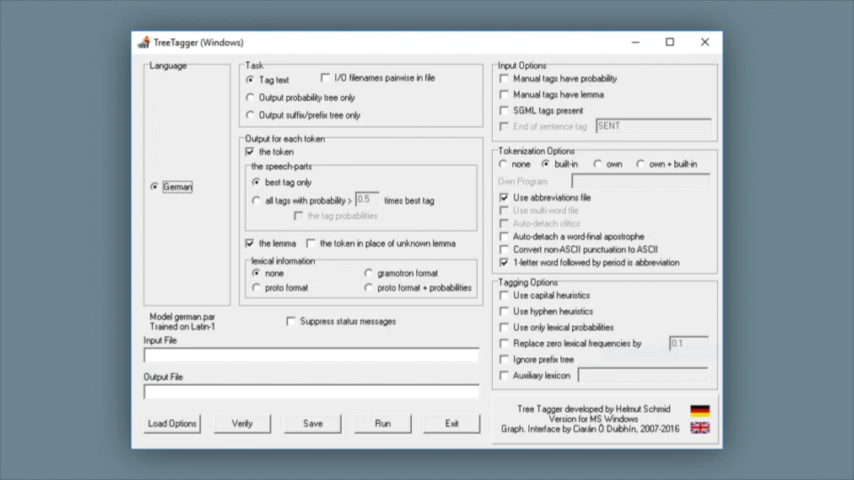 TreeTagger (Windows)
Language
German
Model german.par
Trained on Latin-1
Task
Tag text
I/O filenames pairwise in file
Output probability tree only
Output suffix/prefix tree only
Output for each token
the token
the speech-parts
best tag only
all tags with probability > 0.5 times best tag
the tag probabilities
the lemma
the token in place of unknown lemma
lexical information
none
gramotron format
proto format
proto format + probabilities
Suppress status messages
Input File
Output File
Load Options
Verify
Save
Run
Exit
Input Options
Manual tags have probability
Manual tags have lemma
SGML tags present
End of sentence tag SENT
Tokenization Options
none
built-in
own
own + built-in
Own Program
Use abbreviations file
Use multi-word file
Auto-detach clitics
Auto-detach a word-final apostrophe
Convert non-ASCII punctuation to ASCII
1-letter word followed by period is abbreviation
Tagging Options
Use capital heuristics
Use hyphen heuristics
Use only lexical probabilities
Replace zero lexical frequencies by 0.1
Ignore prefix tree
Auxiliary lexicon
Tree Tagger developed by Helmut Schmid
Version for MS Windows
Graph. Interface by Ciarán Ó Duibhín, 2007-2016